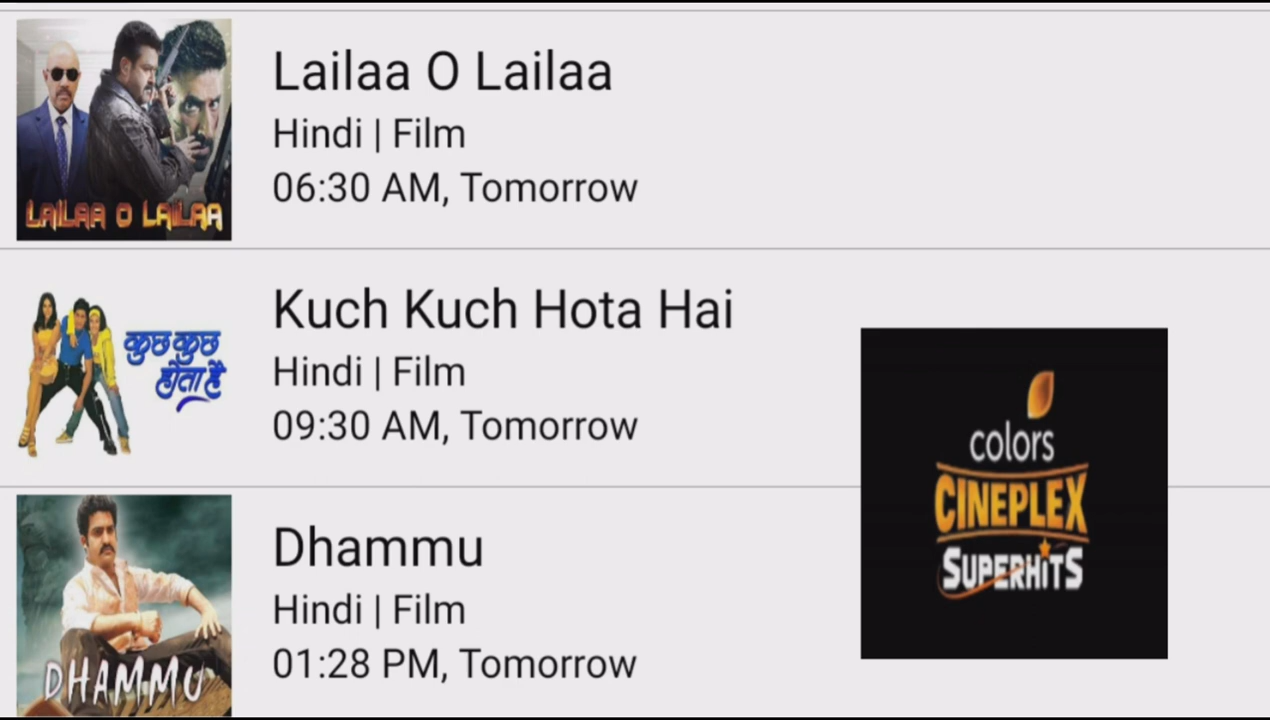 LAILAA O LAILAA
Lailaa O Lailaa
Hindi | Film
06:30 AM, Tomorrow
कुछ कुछ
होता है
Kuch Kuch Hota Hai
Hindi | Film
09:30 AM, Tomorrow
DHAMMU
Dhammu
Hindi | Film
01:28 PM, Tomorrow
colors
CINEPLEX
SUPERHiTS